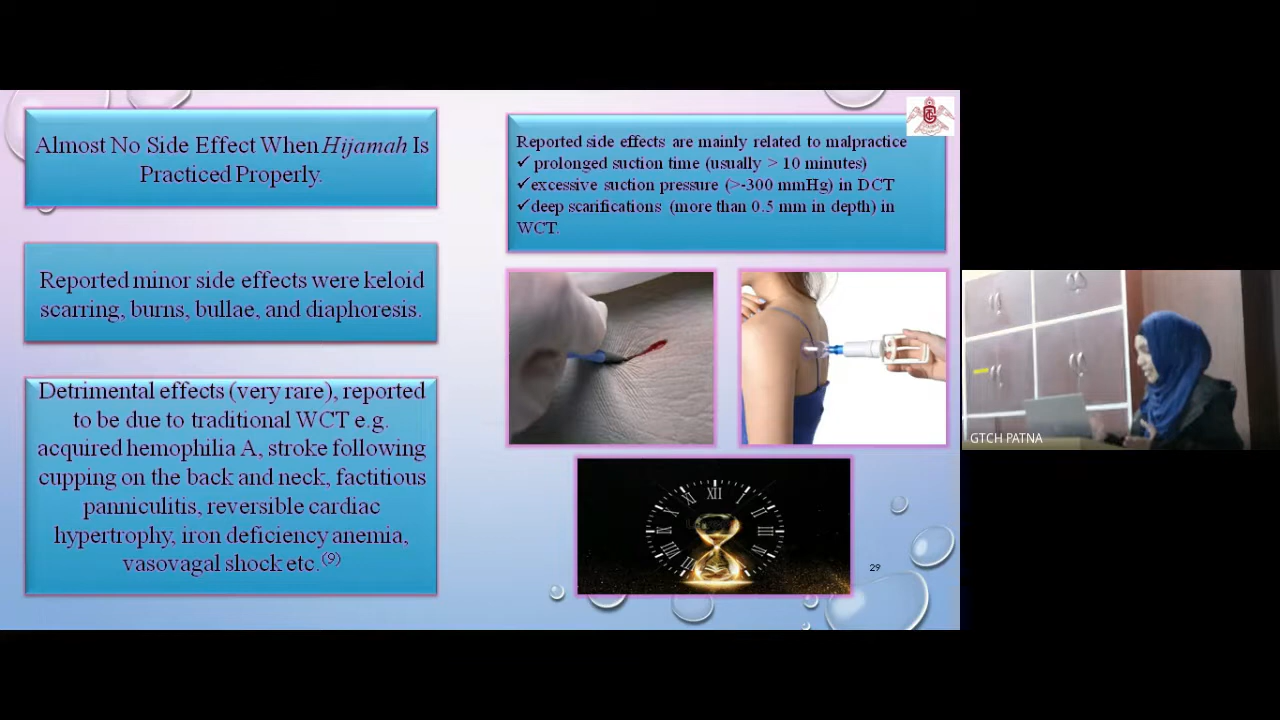 Almost No Side Effect When Hijamah Is
Practiced Properly.
Reported minor side effects were keloid
scarring, burns, bullae, and diaphoresis.
Detrimental effects (very rare), reported
to be due to traditional WCT e.g.
acquired hemophilia A, stroke following
cupping on the back and neck, factitious
panniculitis, reversible cardiac
hypertrophy, iron deficiency anemia,
vasovagal shock etc.(9)
Reported side effects are mainly related to malpractice
✓ prolonged suction time (usually > 10 minutes)
✓excessive suction pressure (>-300 mmHg) in DCT
✓deep scarifications (more than 0.5 mm in depth) in
WCT.
XII
29
GTCH PATNA